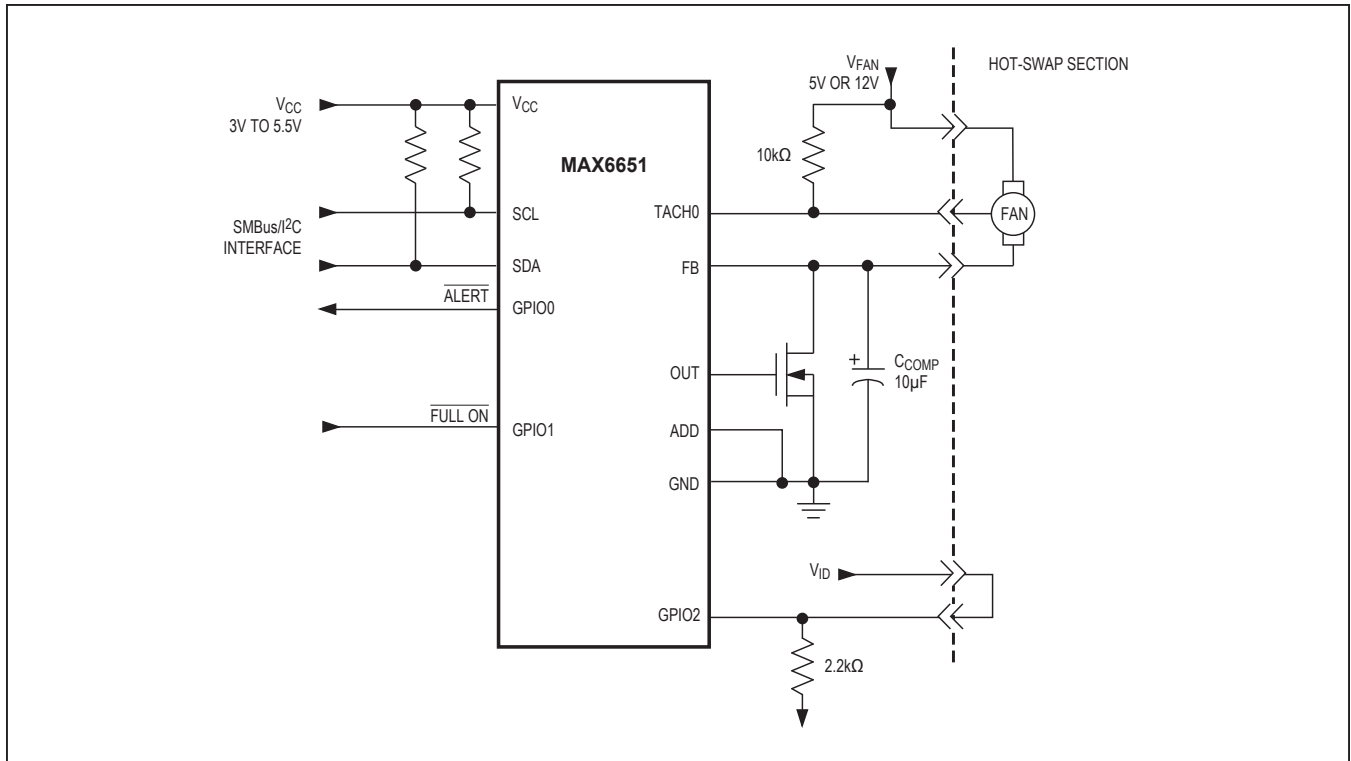 VCC
3V TO 5.5V
SMBus/I2C
INTERFACE
ALERT
FULL ON
VCC
MAX6651
SCL
SDA
GPIO0
GPIO1
TACH0
FB
OUT
ADD
GND
GPIO2
VFAN
5V OR 12V
10kΩ
HOT-SWAP SECTION
FAN
+
CCOMP
10µF
VID
2.2kΩ